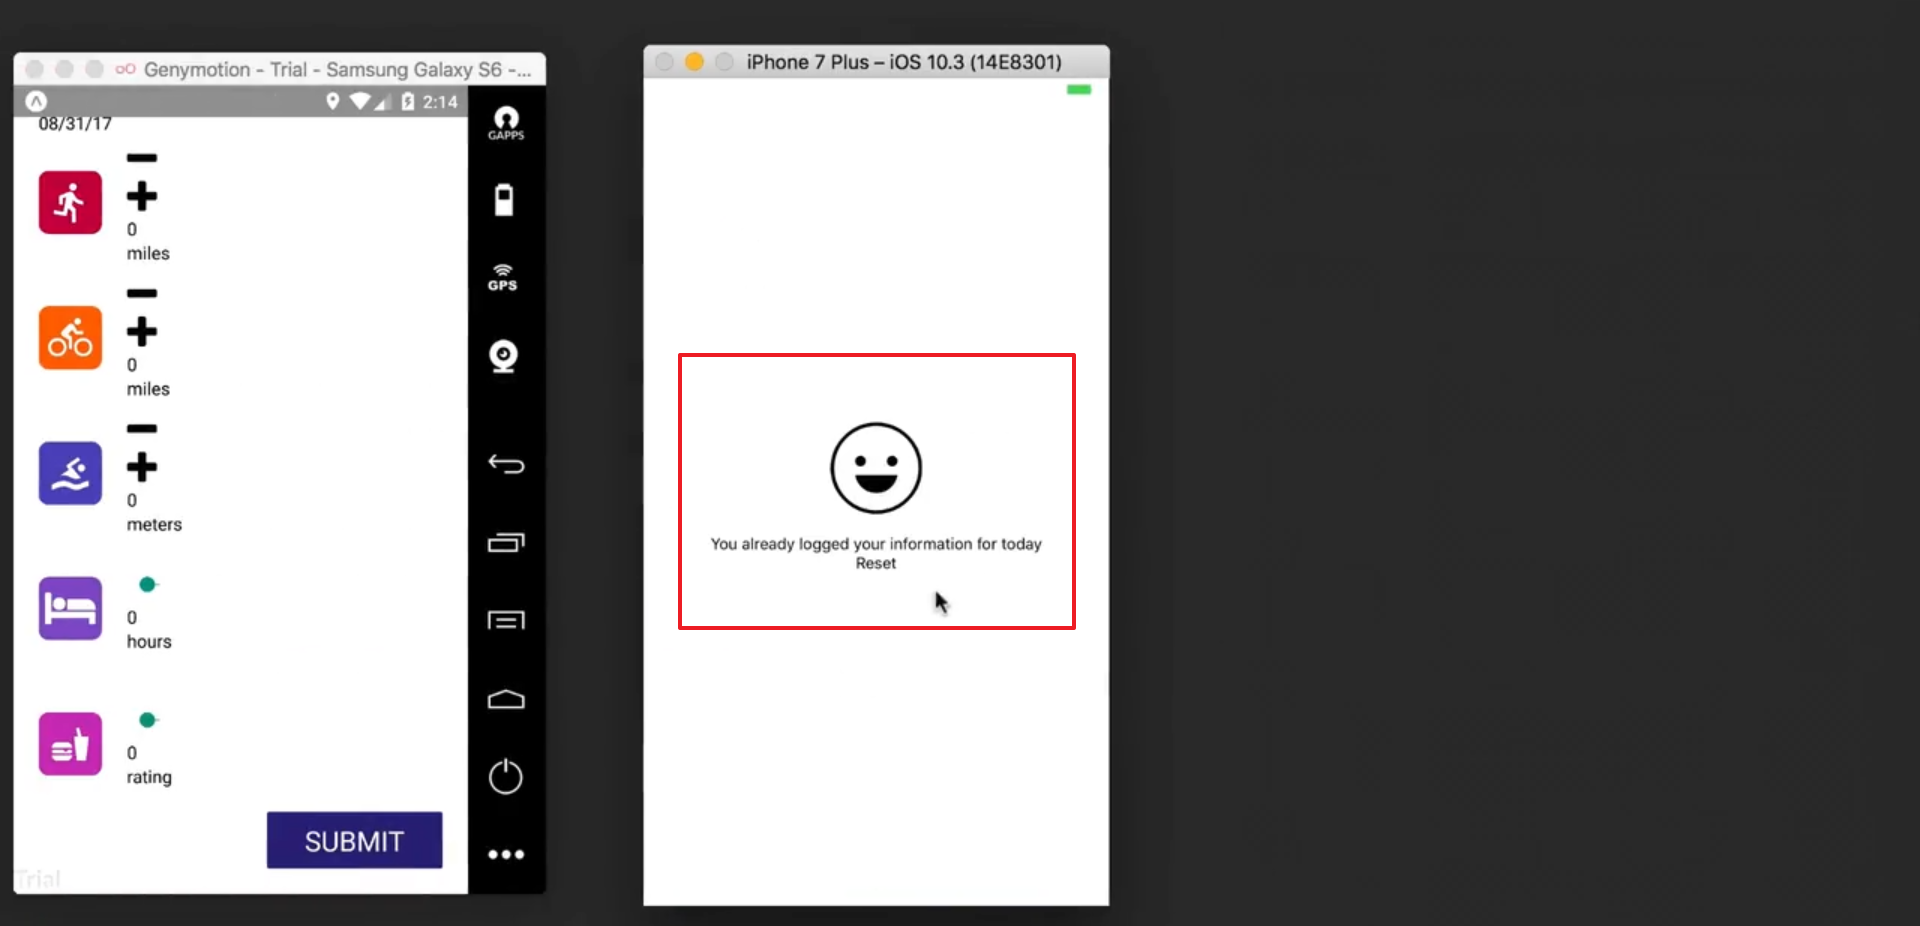 Genymotion - Trial - Samsung Galaxy S6 -...
2:14
08/31/17
0
miles
0
miles
0
meters
0
hours
0
rating
SUBMIT
Trial
GAPPS
GPS
iPhone 7 Plus – iOS 10.3 (14E8301)
You already logged your information for today
Reset